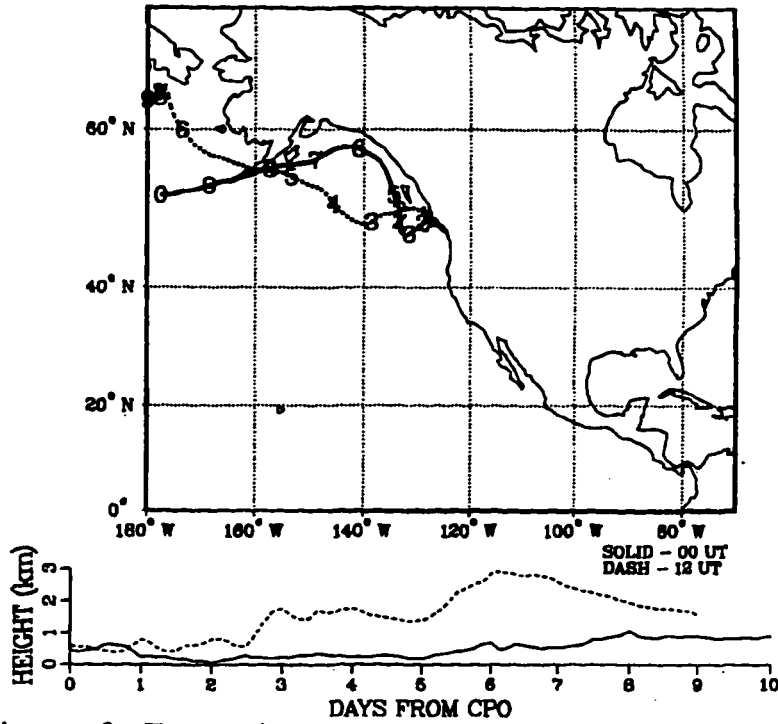 60° N
40° N
20° N
0°
180° W
160° W
140° W
120° W
100° W
80° W
SOLID - 00 UT
DASH - 12 UT
HEIGHT (km)
3
2
1
0
0 1 2 3 4 5 6 7 8 9 10
DAYS FROM CPO